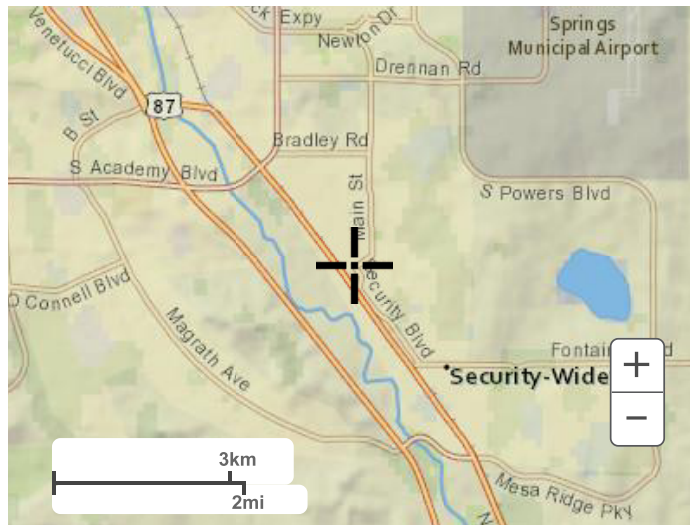 Expy
Springs
Municipal Airport
Newton Dr
Venetucci Blvd
Drennan Rd
87
B St
Bradley Rd
S Academy Blvd
S Powers Blvd
Main St
O Connell Blvd
Security Blvd
Magrath Ave
+
Security-Wide
−
3km
2mi
Mesa Ridge Pky